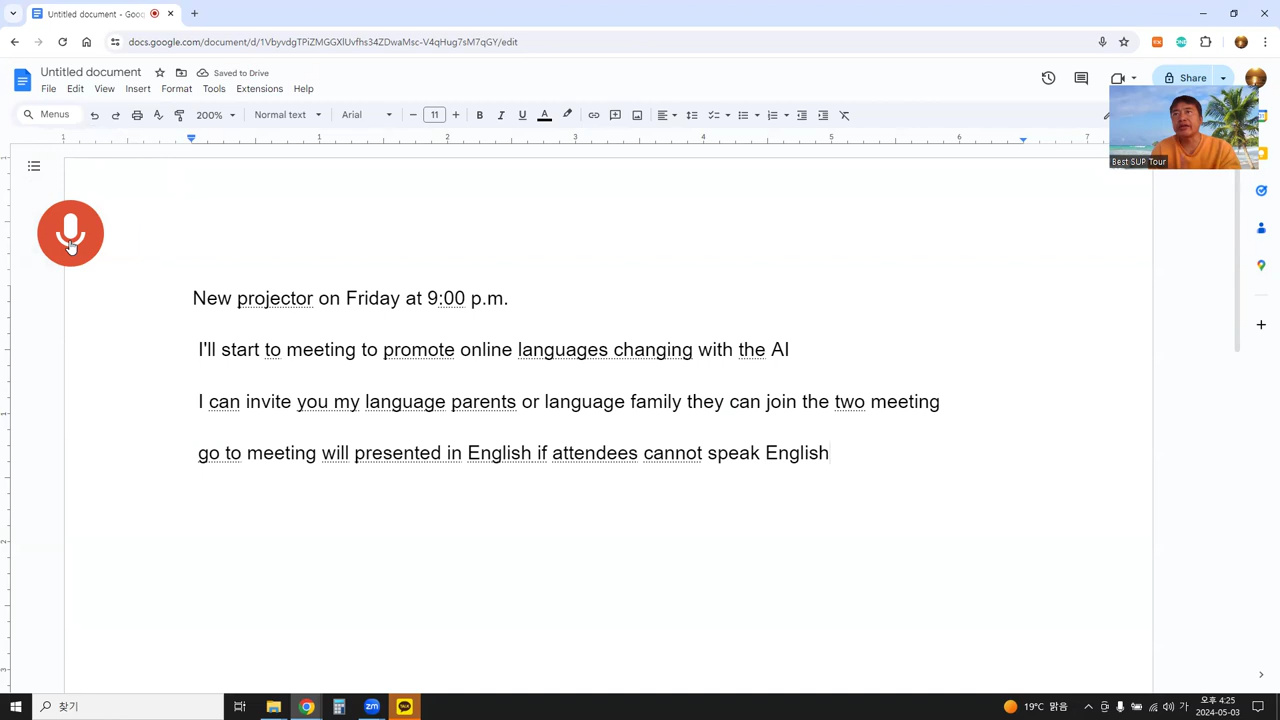 Untitled document - Goo
docs.google.com/document/d/1VbyvdgTPiZMGGXlUvfhs34ZDwaMsc-V4qHug7sM7qGY/edit
Untitled document
Saved to Drive
File Edit View Insert Format Tools Extensions Help
Share
Menus
200%
Normal text
Arial
11
Best SUP Tour
New projector on Friday at 9:00 p.m.
I'll start to meeting to promote online languages changing with the AI
I can invite you my language parents or language family they can join the two meeting
go to meeting will presented in English if attendees cannot speak English
찾기
zm
TALK
19°C 맑음
가
오후 4:25
2024-05-03